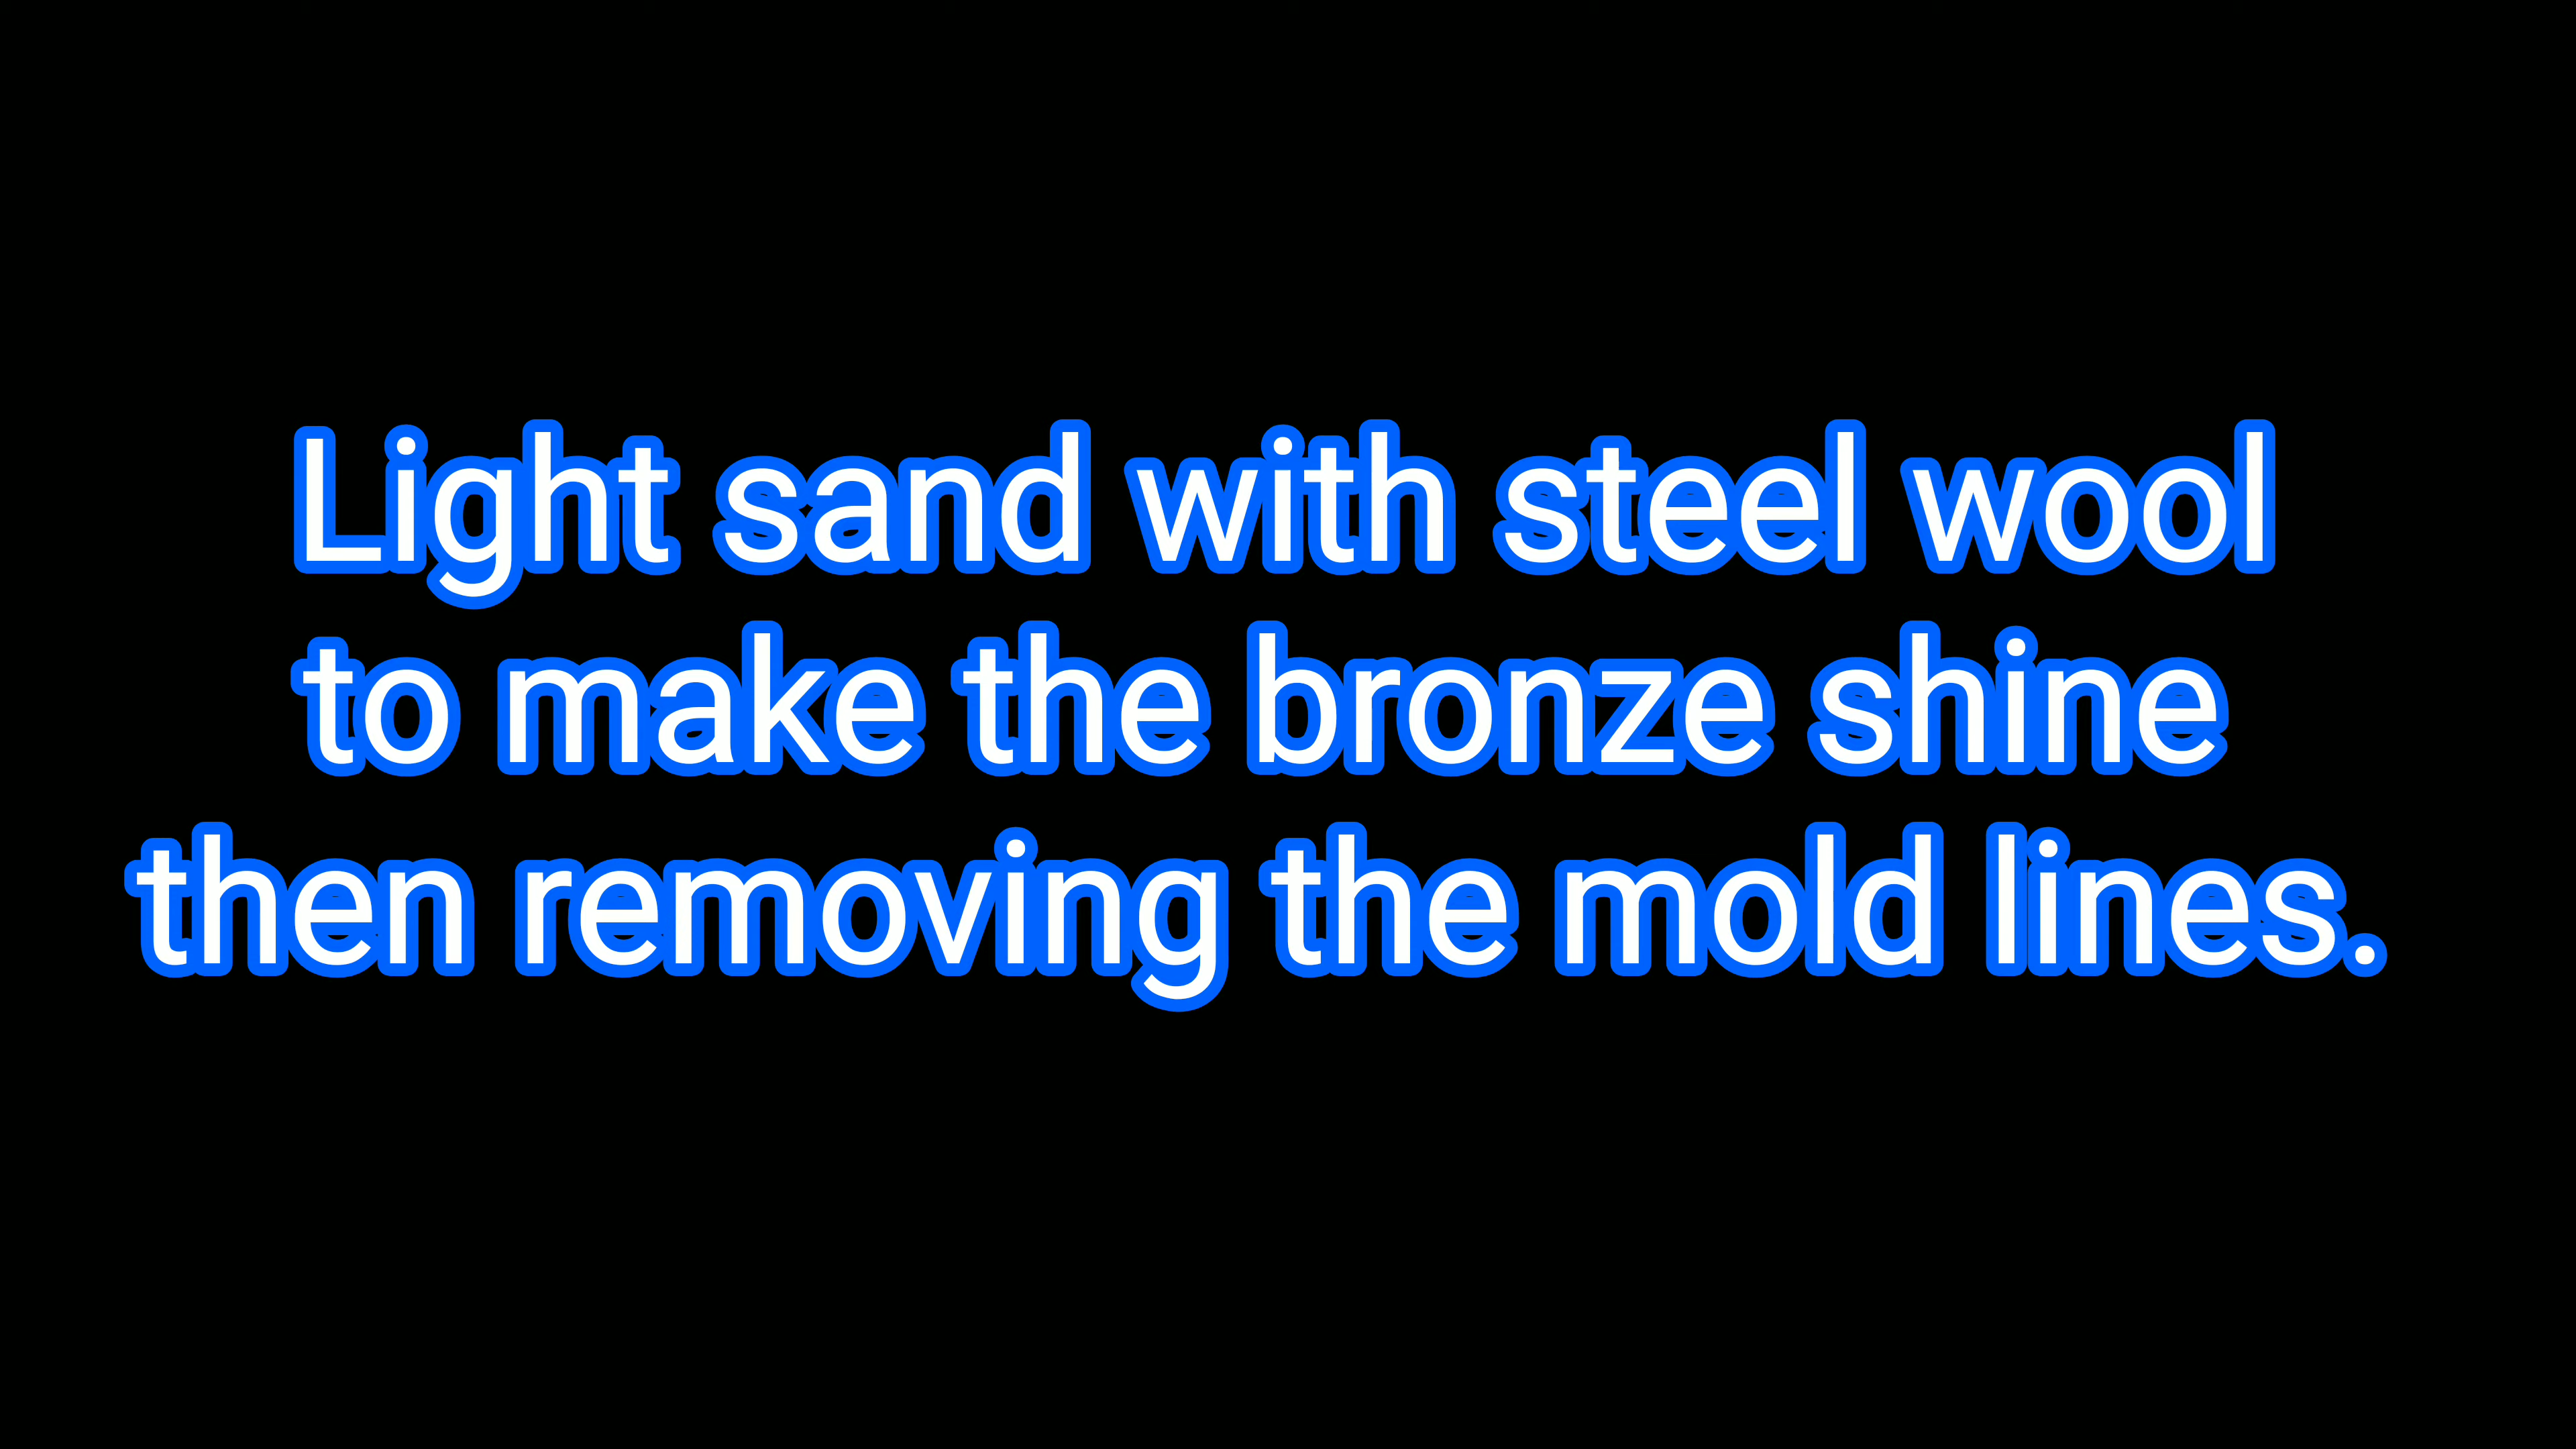 Light sand with steel wool
to make the bronze shine
then removing the mold lines.